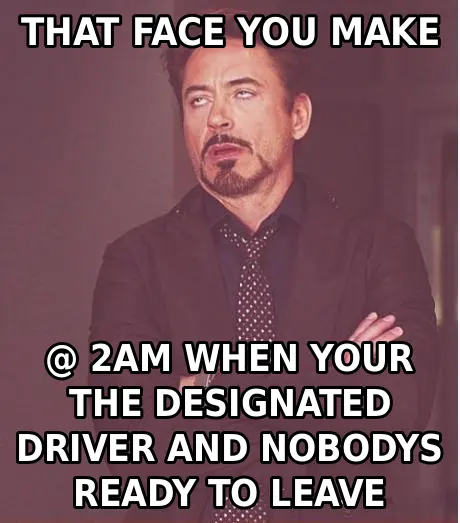 THAT FACE YOU MAKE
@ 2AM WHEN YOUR
THE DESIGNATED
DRIVER AND NOBODYS
READY TO LEAVE